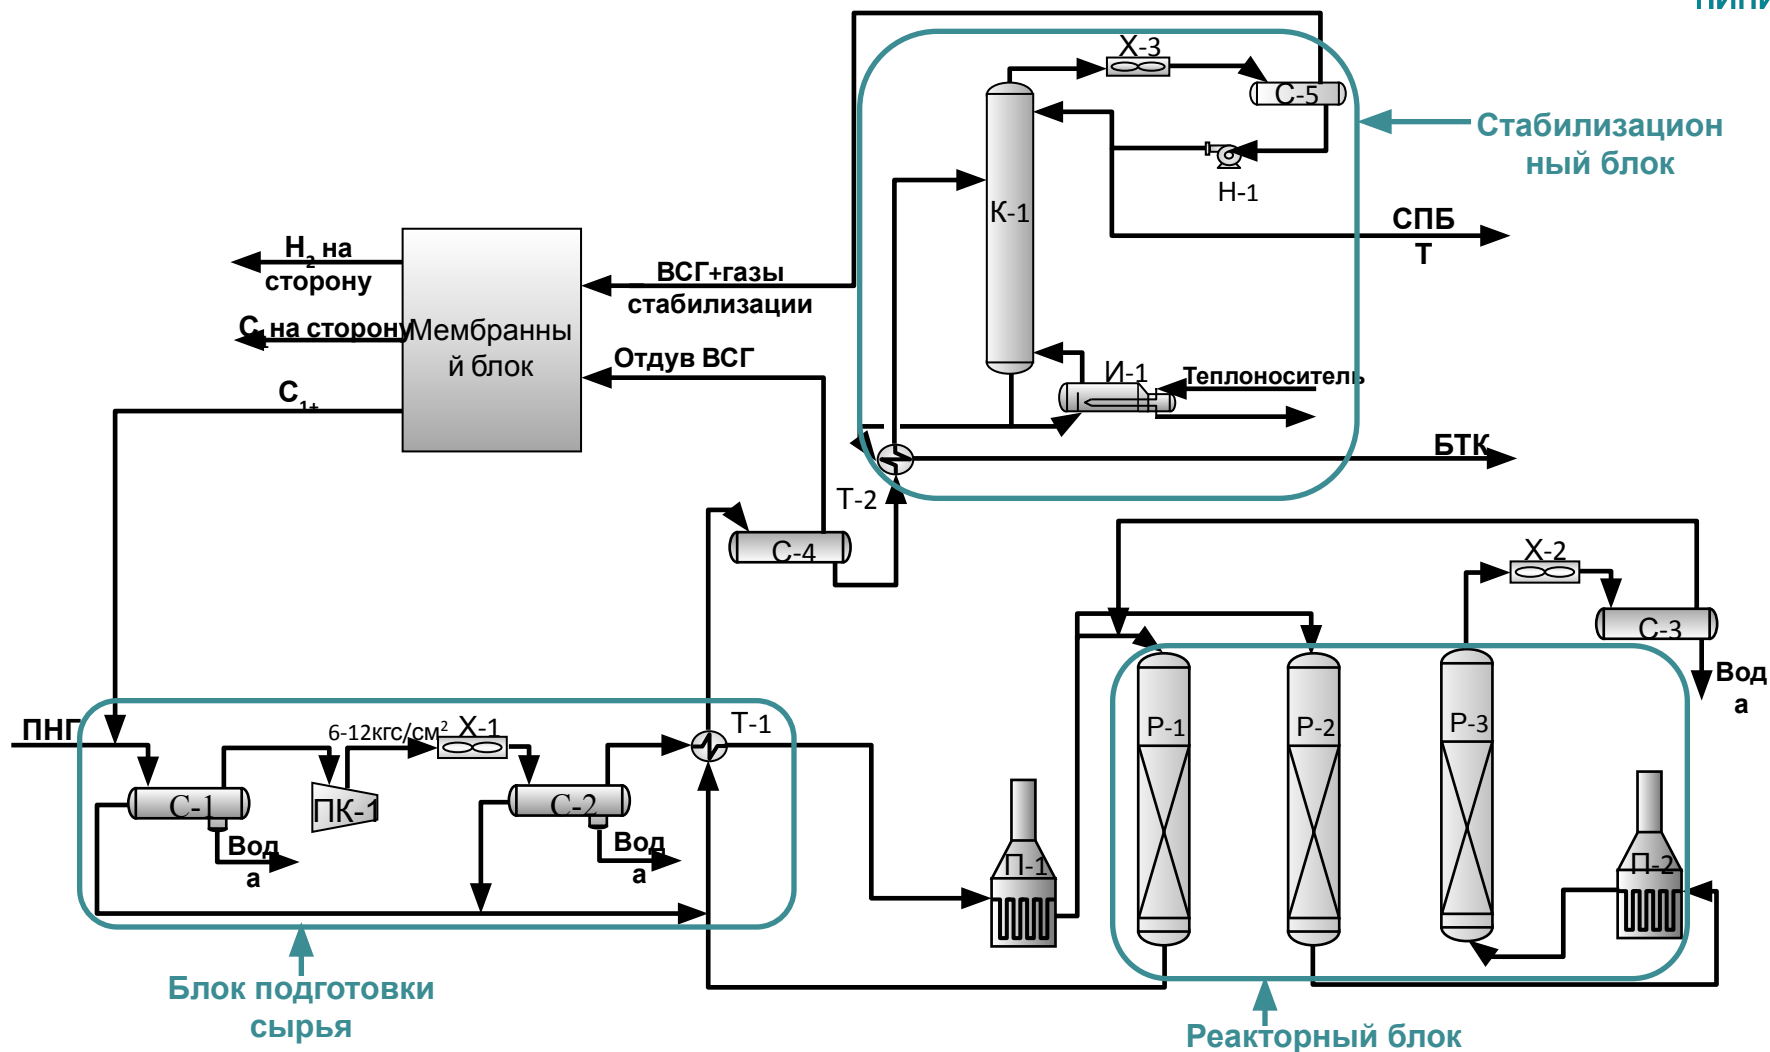 Х-3
С-5
Стабилизацион
ный блок
Н-1
К-1
СПБ
Т
H₂ на
сторону
ВСГ+газы
стабилизации
С₁ на сторону
Мембранны
й блок
Отдув ВСГ
И-1
Теплоноситель
С₁₊
БТК
Т-2
С-4
Х-2
С-3
Вод
а
ПНГ
6-12кгс/см²
Х-1
Т-1
Р-1
Р-2
Р-3
С-1
ПК-1
С-2
Вод
а
Вод
а
П-1
П-2
Блок подготовки
сырья
Реакторный блок